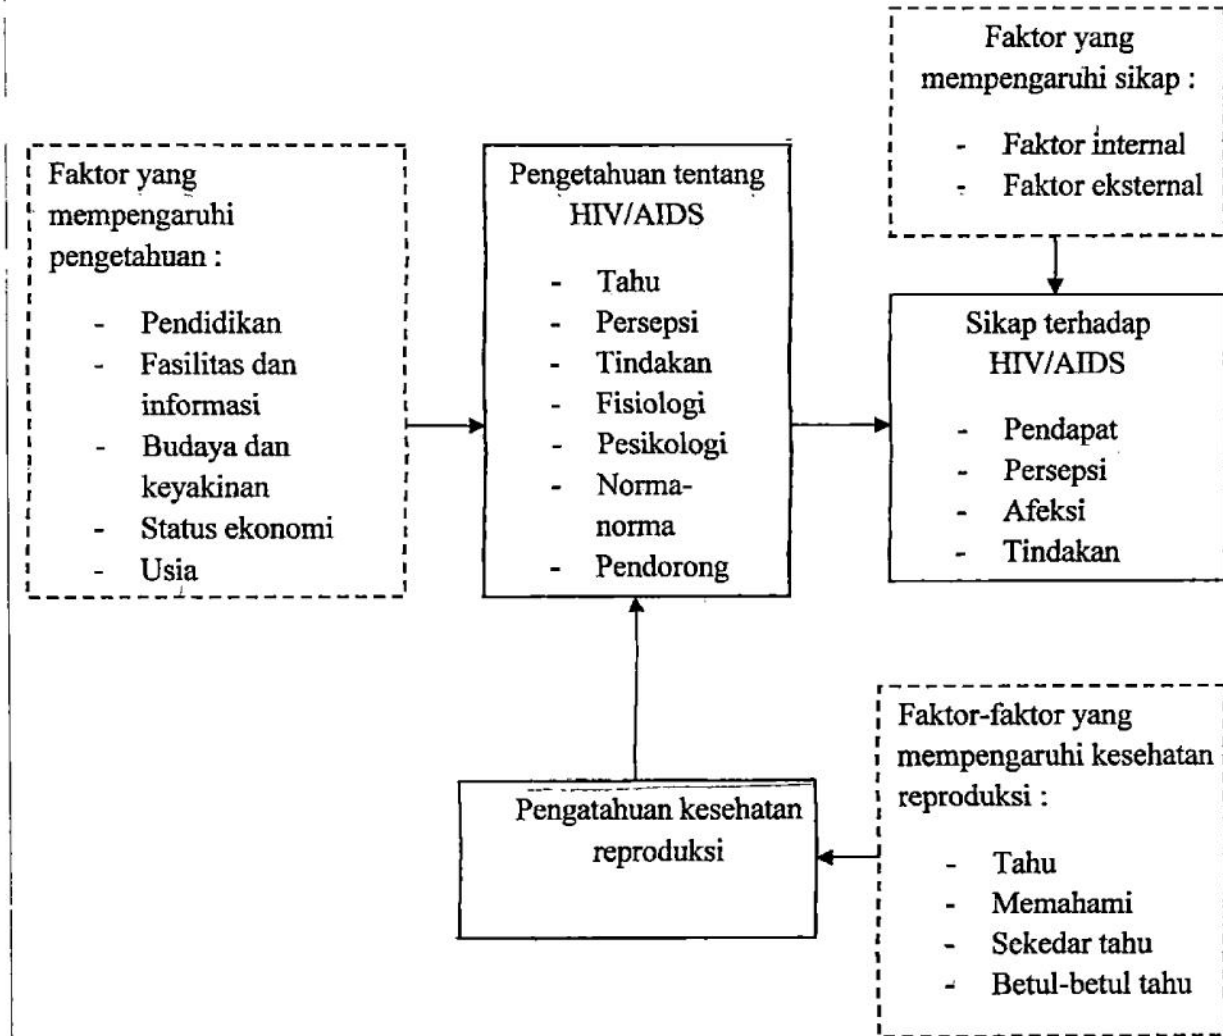 Faktor yang
mempengaruhi sikap :
- Faktor internal
- Faktor eksternal
Faktor yang
mempengaruhi
pengetahuan :
- Pendidikan
- Fasilitas dan
informasi
- Budaya dan
keyakinan
- Status ekonomi
- Usia
Pengetahuan tentang
HIV/AIDS
- Tahu
- Persepsi
- Tindakan
- Fisiologi
- Pesikologi
- Norma-
norma
- Pendorong
Sikap terhadap
HIV/AIDS
- Pendapat
- Persepsi
- Afeksi
- Tindakan
Pengatahuan kesehatan
reproduksi
Faktor-faktor yang
mempengaruhi kesehatan
reproduksi :
- Tahu
- Memahami
- Sekedar tahu
- Betul-betul tahu